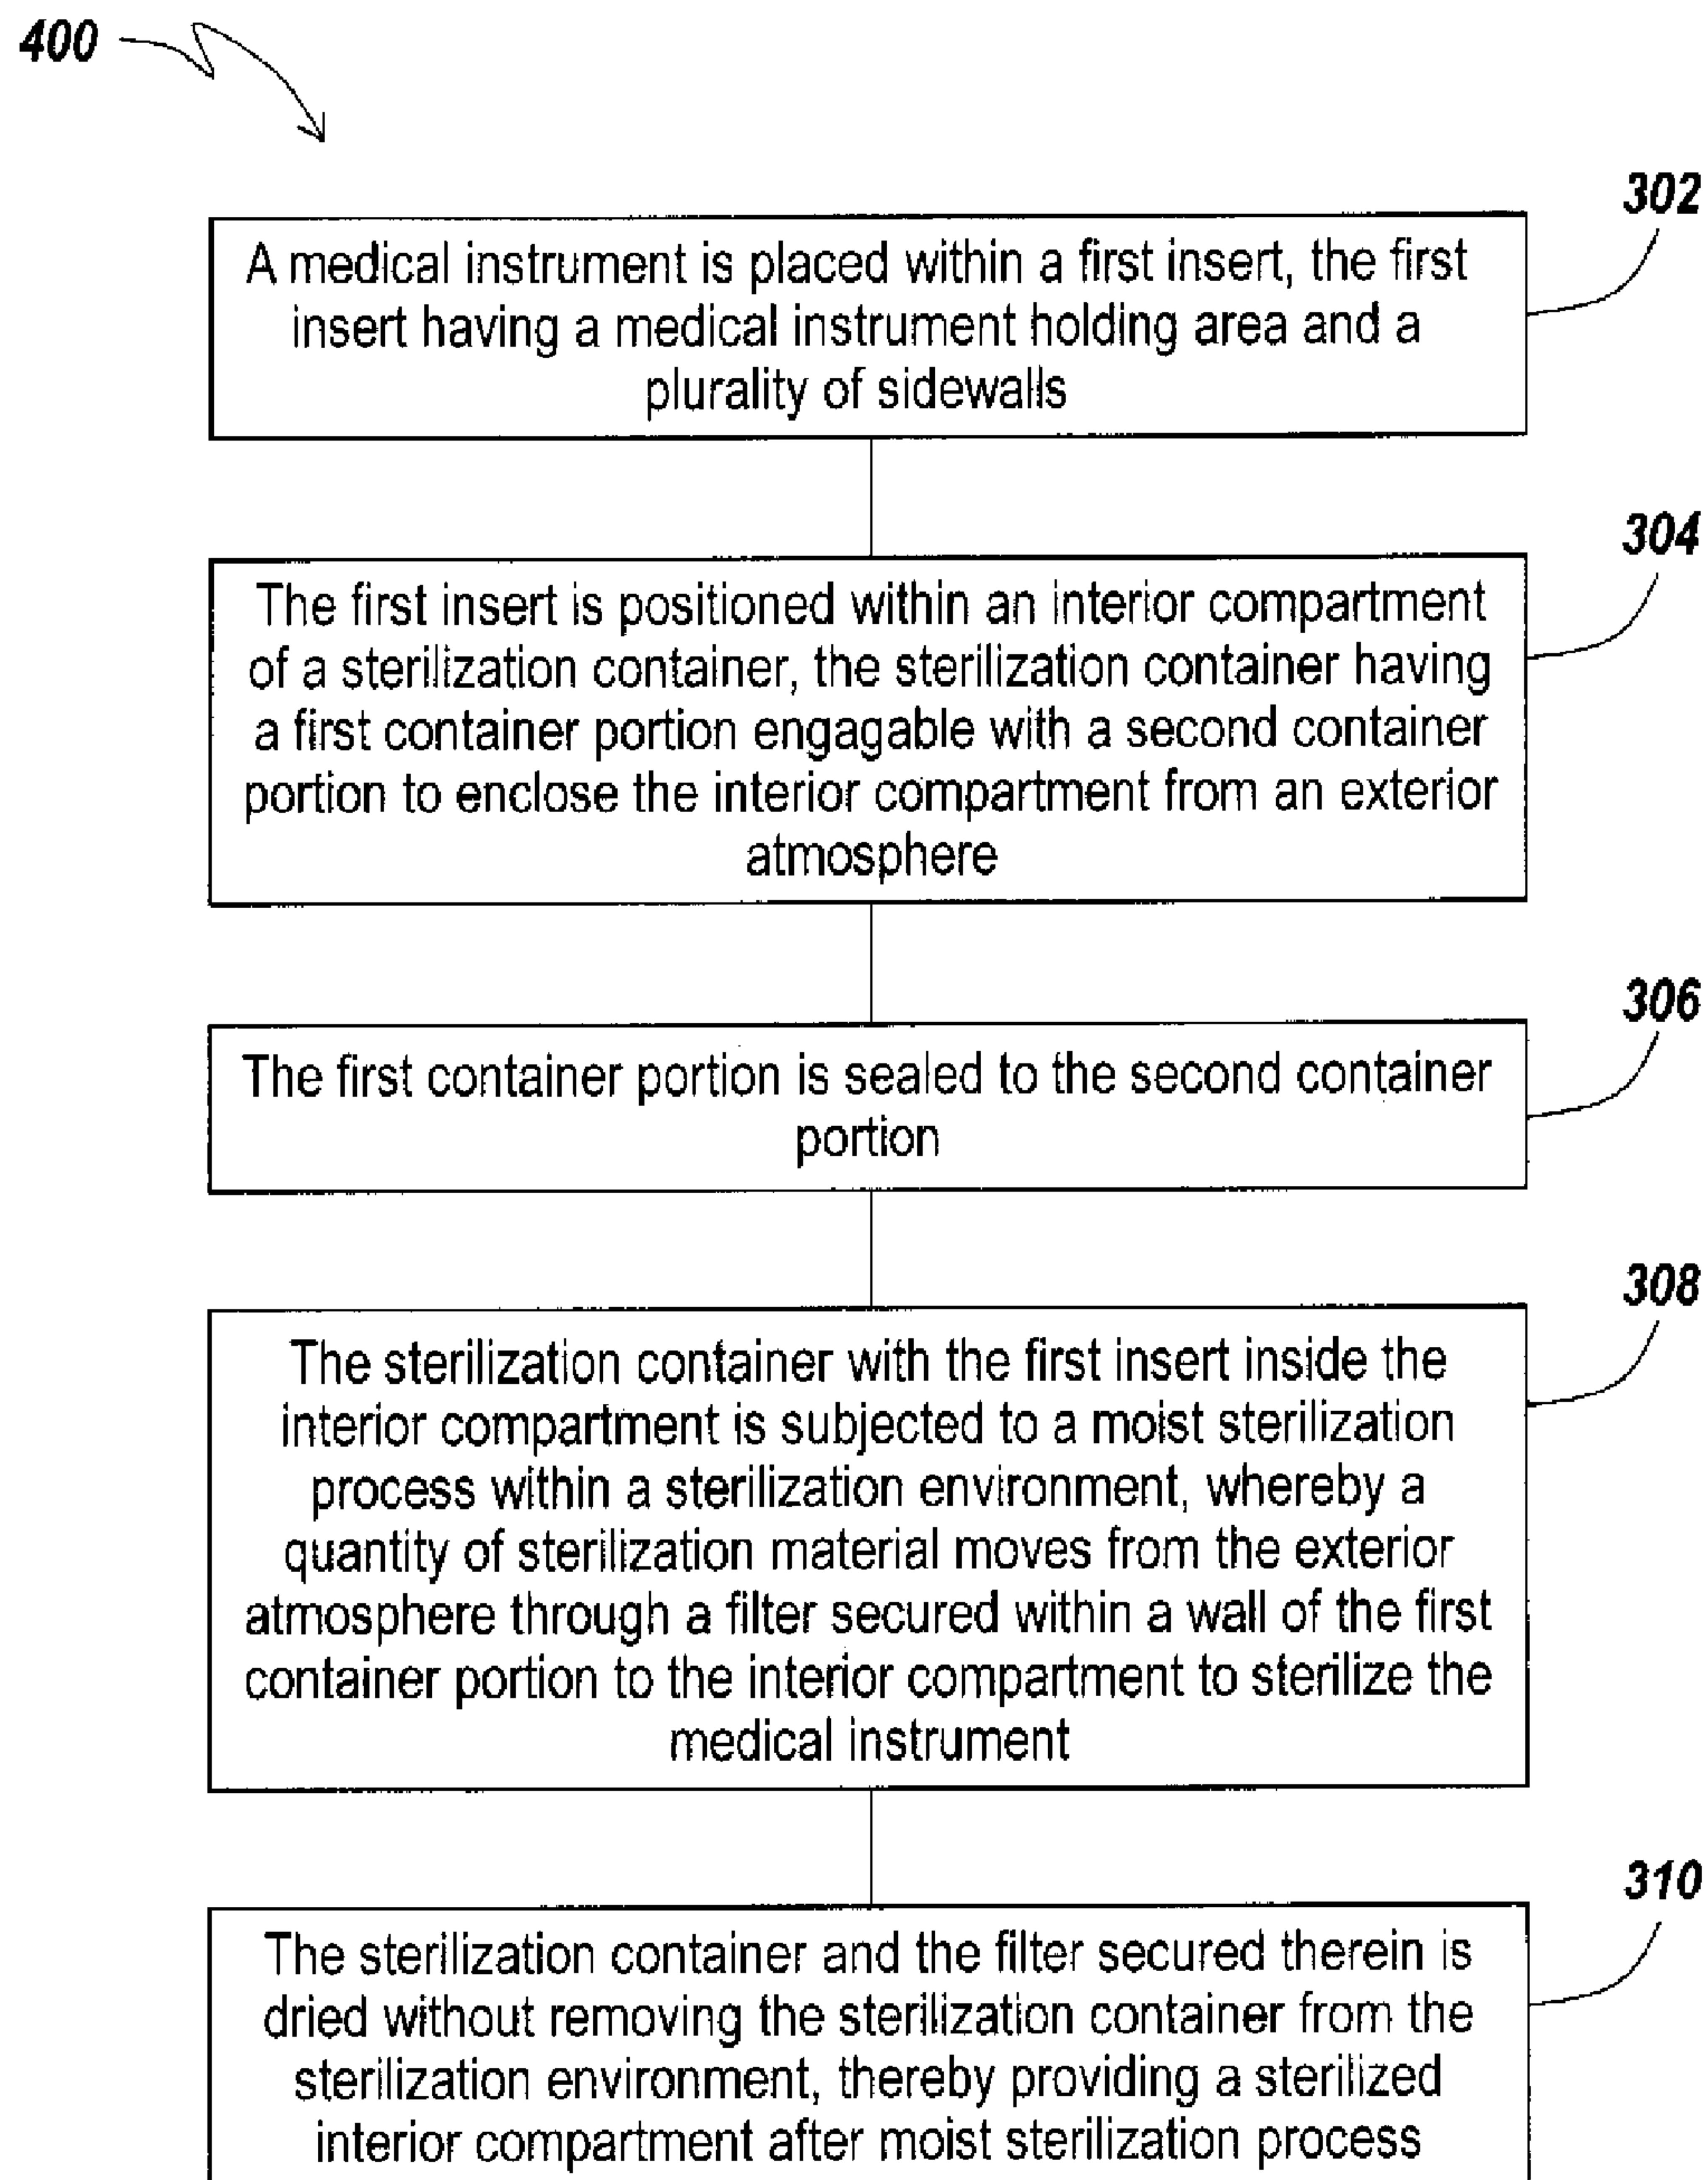 400
302
A medical instrument is placed within a first insert, the first
insert having a medical instrument holding area and a
plurality of sidewalls
304
The first insert is positioned within an interior compartment
of a sterilization container, the sterilization container having
a first container portion engagable with a second container
portion to enclose the interior compartment from an exterior
atmosphere
306
The first container portion is sealed to the second container
portion
308
The sterilization container with the first insert inside the
interior compartment is subjected to a moist sterilization
process within a sterilization environment, whereby a
quantity of sterilization material moves from the exterior
atmosphere through a filter secured within a wall of the first
container portion to the interior compartment to sterilize the
medical instrument
310
The sterilization container and the filter secured therein is
dried without removing the sterilization container from the
sterilization environment, thereby providing a sterilized
interior compartment after moist sterilization process